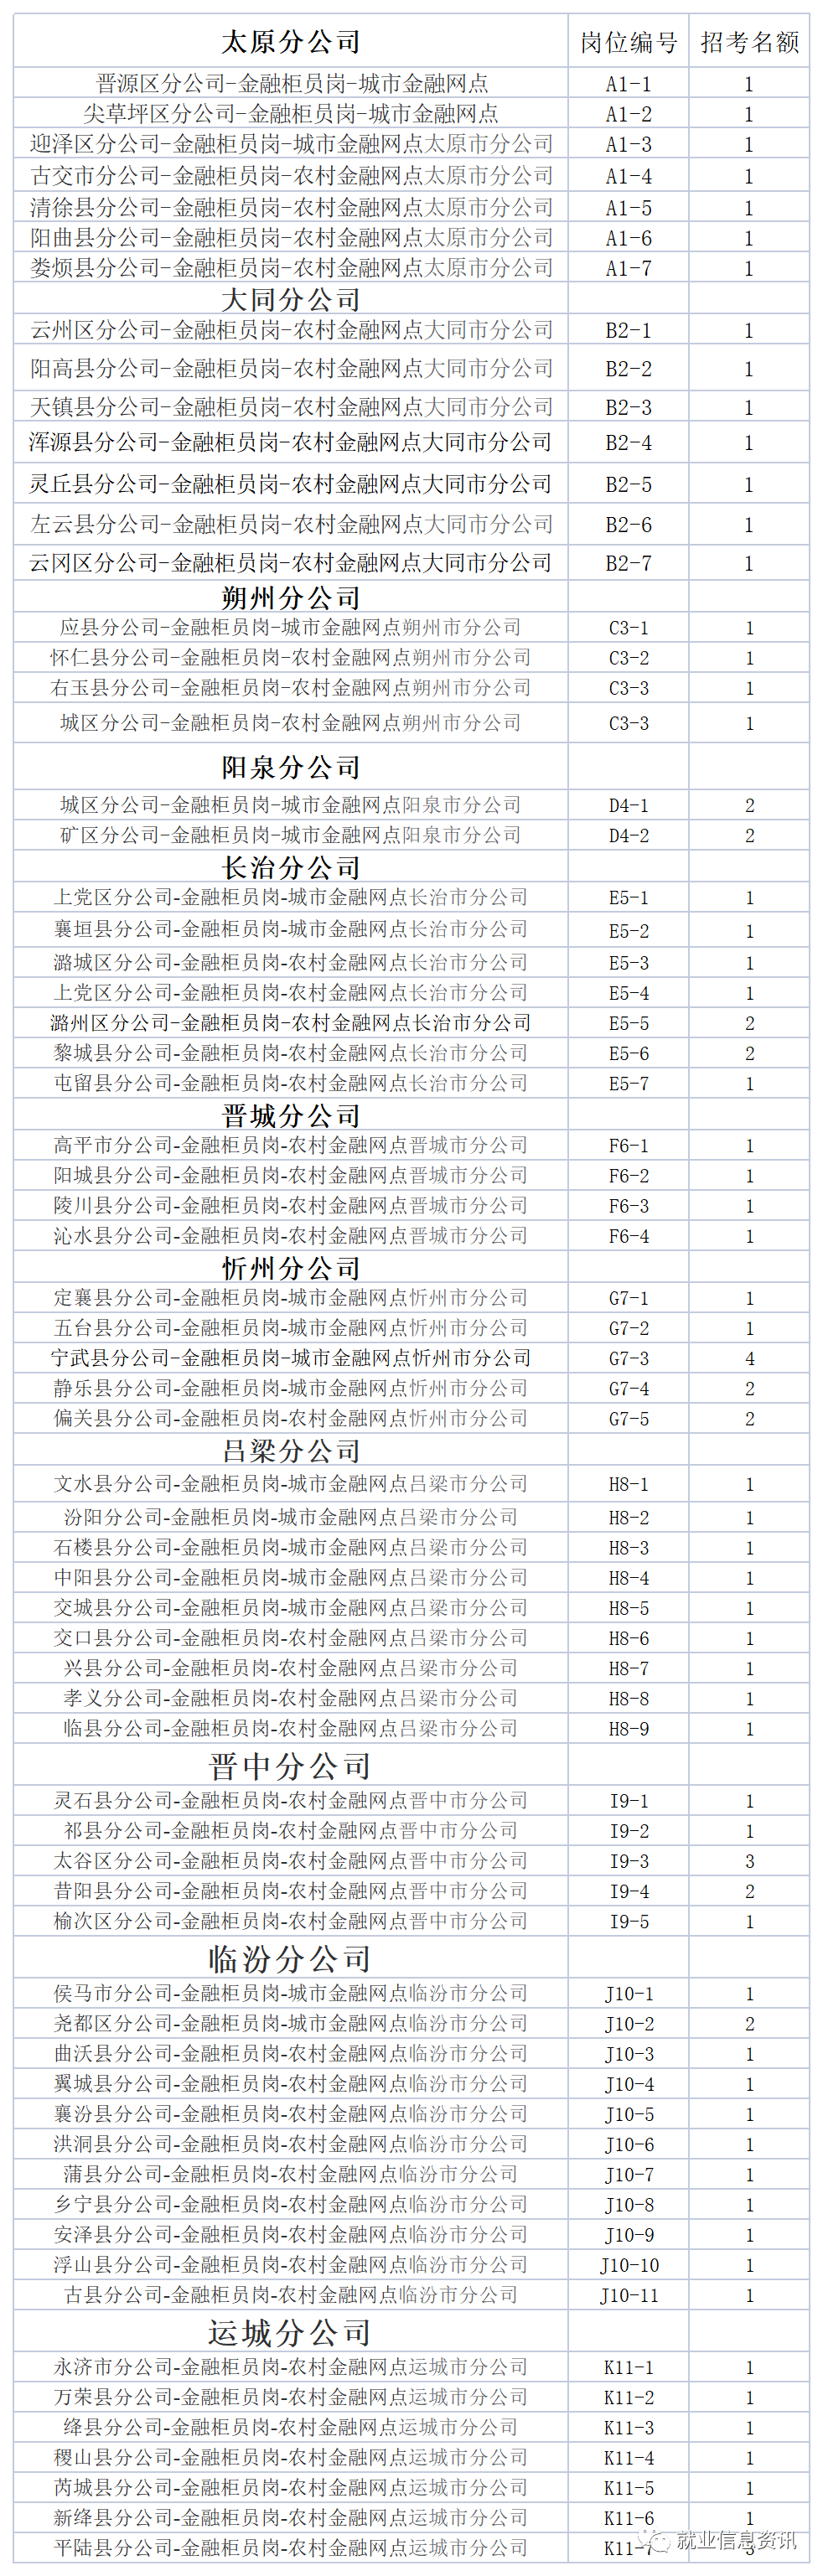 太原分公司 岗位编号 招考名额
晋源区分公司-金融柜员岗-城市金融网点 A1-1 1
尖草坪区分公司-金融柜员岗-城市金融网点 A1-2 1
迎泽区分公司-金融柜员岗-城市金融网点太原市分公司 A1-3 1
古交市分公司-金融柜员岗-农村金融网点太原市分公司 A1-4 1
清徐县分公司-金融柜员岗-农村金融网点太原市分公司 A1-5 1
阳曲县分公司-金融柜员岗-农村金融网点太原市分公司 A1-6 1
娄烦县分公司-金融柜员岗-农村金融网点太原市分公司 A1-7 1
大同分公司
云州区分公司-金融柜员岗-农村金融网点大同市分公司 B2-1 1
阳高县分公司-金融柜员岗-农村金融网点大同市分公司 B2-2 1
天镇县分公司-金融柜员岗-农村金融网点大同市分公司 B2-3 1
浑源县分公司-金融柜员岗-农村金融网点大同市分公司 B2-4 1
灵丘县分公司-金融柜员岗-农村金融网点大同市分公司 B2-5 1
左云县分公司-金融柜员岗-农村金融网点大同市分公司 B2-6 1
云冈区分公司-金融柜员岗-农村金融网点大同市分公司 B2-7 1
朔州分公司
应县分公司-金融柜员岗-城市金融网点朔州市分公司 C3-1 1
怀仁县分公司-金融柜员岗-农村金融网点朔州市分公司 C3-2 1
右玉县分公司-金融柜员岗-农村金融网点朔州市分公司 C3-3 1
城区分公司-金融柜员岗-农村金融网点朔州市分公司 C3-3 1
阳泉分公司
城区分公司-金融柜员岗-城市金融网点阳泉市分公司 D4-1 2
矿区分公司-金融柜员岗-城市金融网点阳泉市分公司 D4-2 2
长治分公司
上党区分公司-金融柜员岗-城市金融网点长治市分公司 E5-1 1
襄垣县分公司-金融柜员岗-城市金融网点长治市分公司 E5-2 1
潞城区分公司-金融柜员岗-农村金融网点长治市分公司 E5-3 1
上党区分公司-金融柜员岗-农村金融网点长治市分公司 E5-4 1
潞州区分公司-金融柜员岗-农村金融网点长治市分公司 E5-5 2
黎城县分公司-金融柜员岗-农村金融网点长治市分公司 E5-6 2
屯留县分公司-金融柜员岗-农村金融网点长治市分公司 E5-7 1
晋城分公司
高平市分公司-金融柜员岗-农村金融网点晋城市分公司 F6-1 1
阳城县分公司-金融柜员岗-农村金融网点晋城市分公司 F6-2 1
陵川县分公司-金融柜员岗-农村金融网点晋城市分公司 F6-3 1
沁水县分公司-金融柜员岗-农村金融网点晋城市分公司 F6-4 1
忻州分公司
定襄县分公司-金融柜员岗-城市金融网点忻州市分公司 G7-1 1
五台县分公司-金融柜员岗-城市金融网点忻州市分公司 G7-2 1
宁武县分公司-金融柜员岗-城市金融网点忻州市分公司 G7-3 4
静乐县分公司-金融柜员岗-城市金融网点忻州市分公司 G7-4 2
偏关县分公司-金融柜员岗-农村金融网点忻州市分公司 G7-5 2
吕梁分公司
文水县分公司-金融柜员岗-城市金融网点吕梁市分公司 H8-1 1
汾阳分公司-金融柜员岗-城市金融网点吕梁市分公司 H8-2 1
石楼县分公司-金融柜员岗-城市金融网点吕梁市分公司 H8-3 1
中阳县分公司-金融柜员岗-城市金融网点吕梁市分公司 H8-4 1
交城县分公司-金融柜员岗-城市金融网点吕梁市分公司 H8-5 1
交口县分公司-金融柜员岗-农村金融网点吕梁市分公司 H8-6 1
兴县分公司-金融柜员岗-农村金融网点吕梁市分公司 H8-7 1
孝义分公司-金融柜员岗-农村金融网点吕梁市分公司 H8-8 1
临县分公司-金融柜员岗-农村金融网点吕梁市分公司 H8-9 1
晋中分公司
灵石县分公司-金融柜员岗-农村金融网点晋中市分公司 I9-1 1
祁县分公司-金融柜员岗-农村金融网点晋中市分公司 I9-2 1
太谷区分公司-金融柜员岗-农村金融网点晋中市分公司 I9-3 3
昔阳县分公司-金融柜员岗-农村金融网点晋中市分公司 I9-4 2
榆次区分公司-金融柜员岗-农村金融网点晋中市分公司 I9-5 1
临汾分公司
侯马市分公司-金融柜员岗-城市金融网点临汾市分公司 J10-1 1
尧都区分公司-金融柜员岗-城市金融网点临汾市分公司 J10-2 2
曲沃县分公司-金融柜员岗-农村金融网点临汾市分公司 J10-3 1
翼城县分公司-金融柜员岗-农村金融网点临汾市分公司 J10-4 1
襄汾县分公司-金融柜员岗-农村金融网点临汾市分公司 J10-5 1
洪洞县分公司-金融柜员岗-农村金融网点临汾市分公司 J10-6 1
蒲县分公司-金融柜员岗-农村金融网点临汾市分公司 J10-7 1
乡宁县分公司-金融柜员岗-农村金融网点临汾市分公司 J10-8 1
安泽县分公司-金融柜员岗-农村金融网点临汾市分公司 J10-9 1
浮山县分公司-金融柜员岗-农村金融网点临汾市分公司 J10-10 1
古县分公司-金融柜员岗-农村金融网点临汾市分公司 J10-11 1
运城分公司
永济市分公司-金融柜员岗-农村金融网点运城市分公司 K11-1 1
万荣县分公司-金融柜员岗-农村金融网点运城市分公司 K11-2 1
绛县分公司-金融柜员岗-农村金融网点运城市分公司 K11-3 1
稷山县分公司-金融柜员岗-农村金融网点运城市分公司 K11-4 1
芮城县分公司-金融柜员岗-农村金融网点运城市分公司 K11-5 1
新绛县分公司-金融柜员岗-农村金融网点运城市分公司 K11-6 1
平陆县分公司-金融柜员岗-农村金融网点运城市分公司 K11-7 3
就业信息资讯